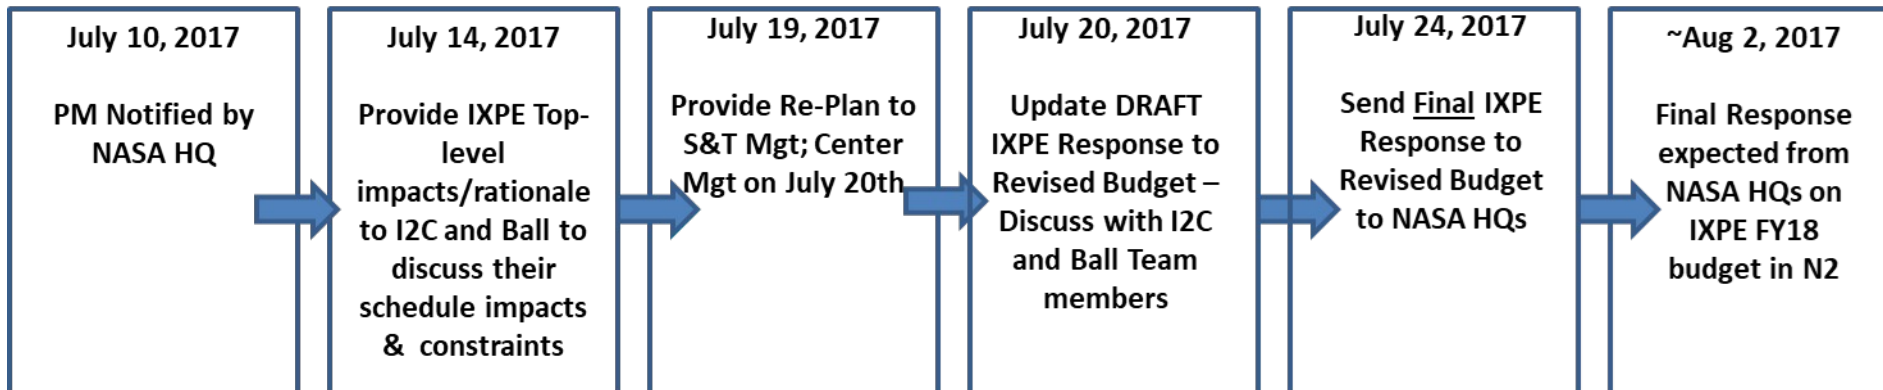 July 10, 2017
PM Notified by
NASA HQ
July 14, 2017
Provide IXPE Top-
level
impacts/rationale
to I2C and Ball to
discuss their
schedule impacts
& constraints
July 19, 2017
Provide Re-Plan to
S&T Mgt; Center
Mgt on July 20th
July 20, 2017
Update DRAFT
IXPE Response to
Revised Budget –
Discuss with I2C
and Ball Team
members
July 24, 2017
Send Final IXPE
Response to
Revised Budget
to NASA HQs
~Aug 2, 2017
Final Response
expected from
NASA HQs on
IXPE FY18
budget in N2